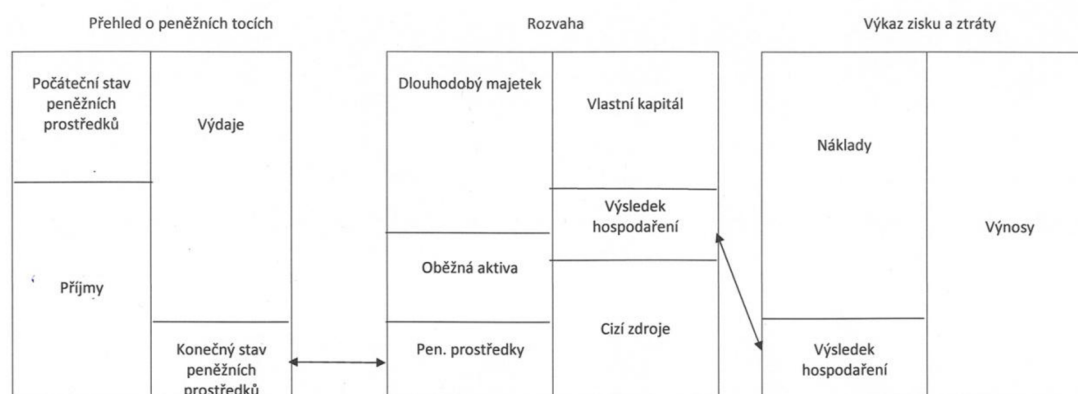 Přehled o peněžních tocích
Rozvaha
Výkaz zisku a ztráty
Počáteční stav
peněžních
prostředků
Výdaje
Příjmy
Konečný stav
peněžních
prostředků
Dlouhodobý majetek
Vlastní kapitál
Výsledek
hospodaření
Oběžná aktiva
Cizí zdroje
Pen. prostředky
Náklady
Výnosy
Výsledek
hospodaření